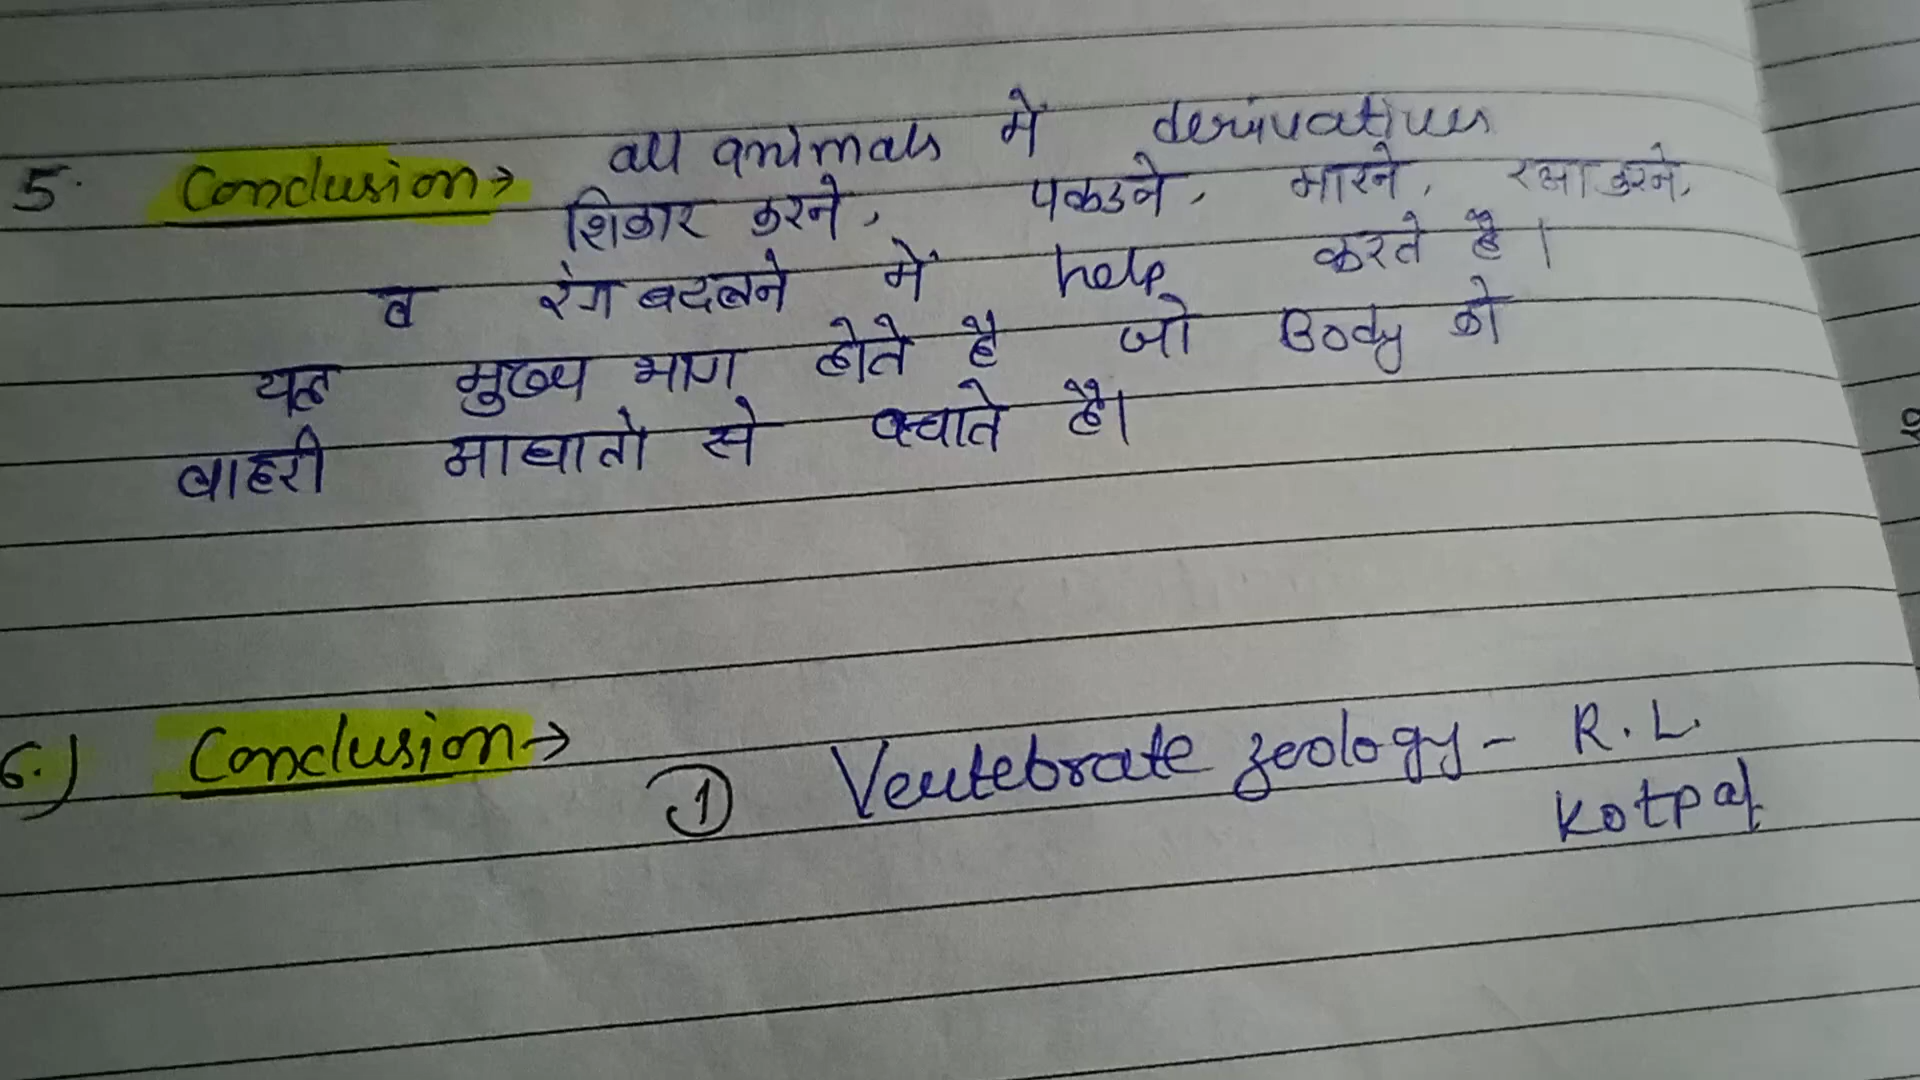 5. Conclusion→ all animals में derivatives
शिकार करने, पकडने, मारने, रक्षा करने,
व रंग बदलने में help करते है।
यह मुख्य भाग होते है जो Body को
बाहरी आघातो से बचाते है।
6.) Conclusion→ ① Vertebrate zoology - R.L.
Kotpal